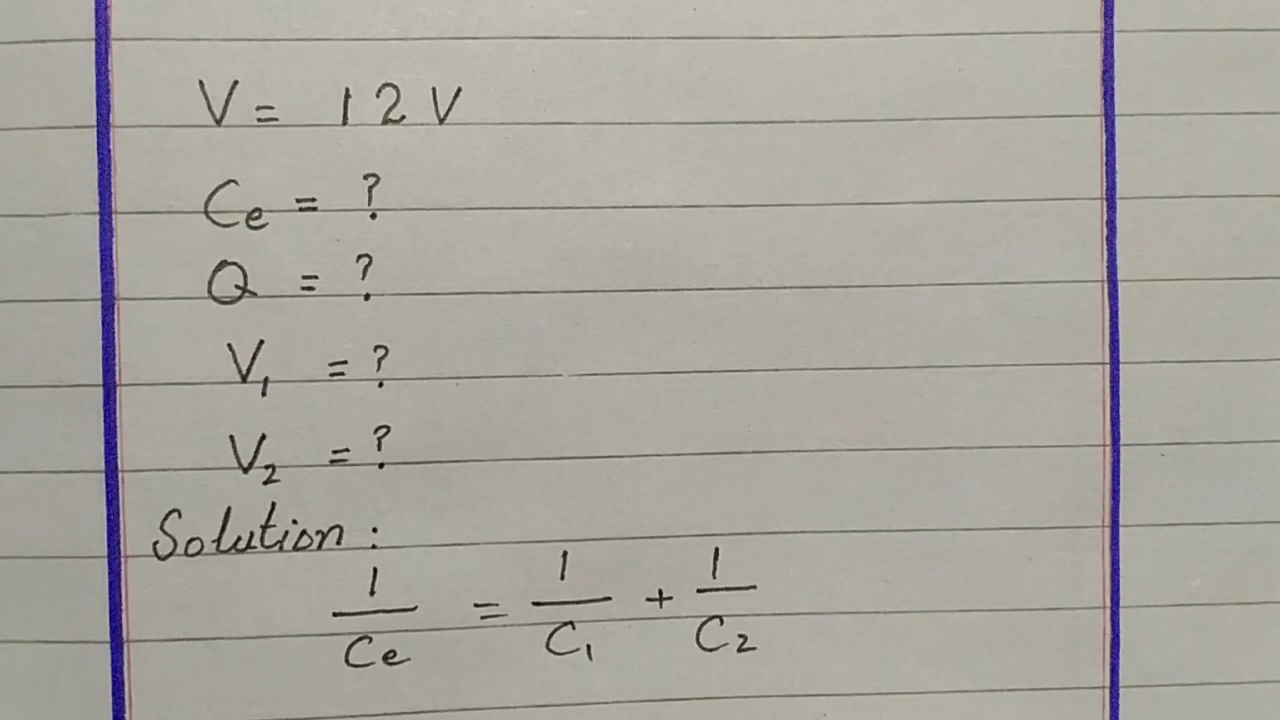 V = 12 V
Ce = ?
Q = ?
V₁ = ?
V₂ = ?
Solution :
1/Ce = 1/C₁ + 1/C₂